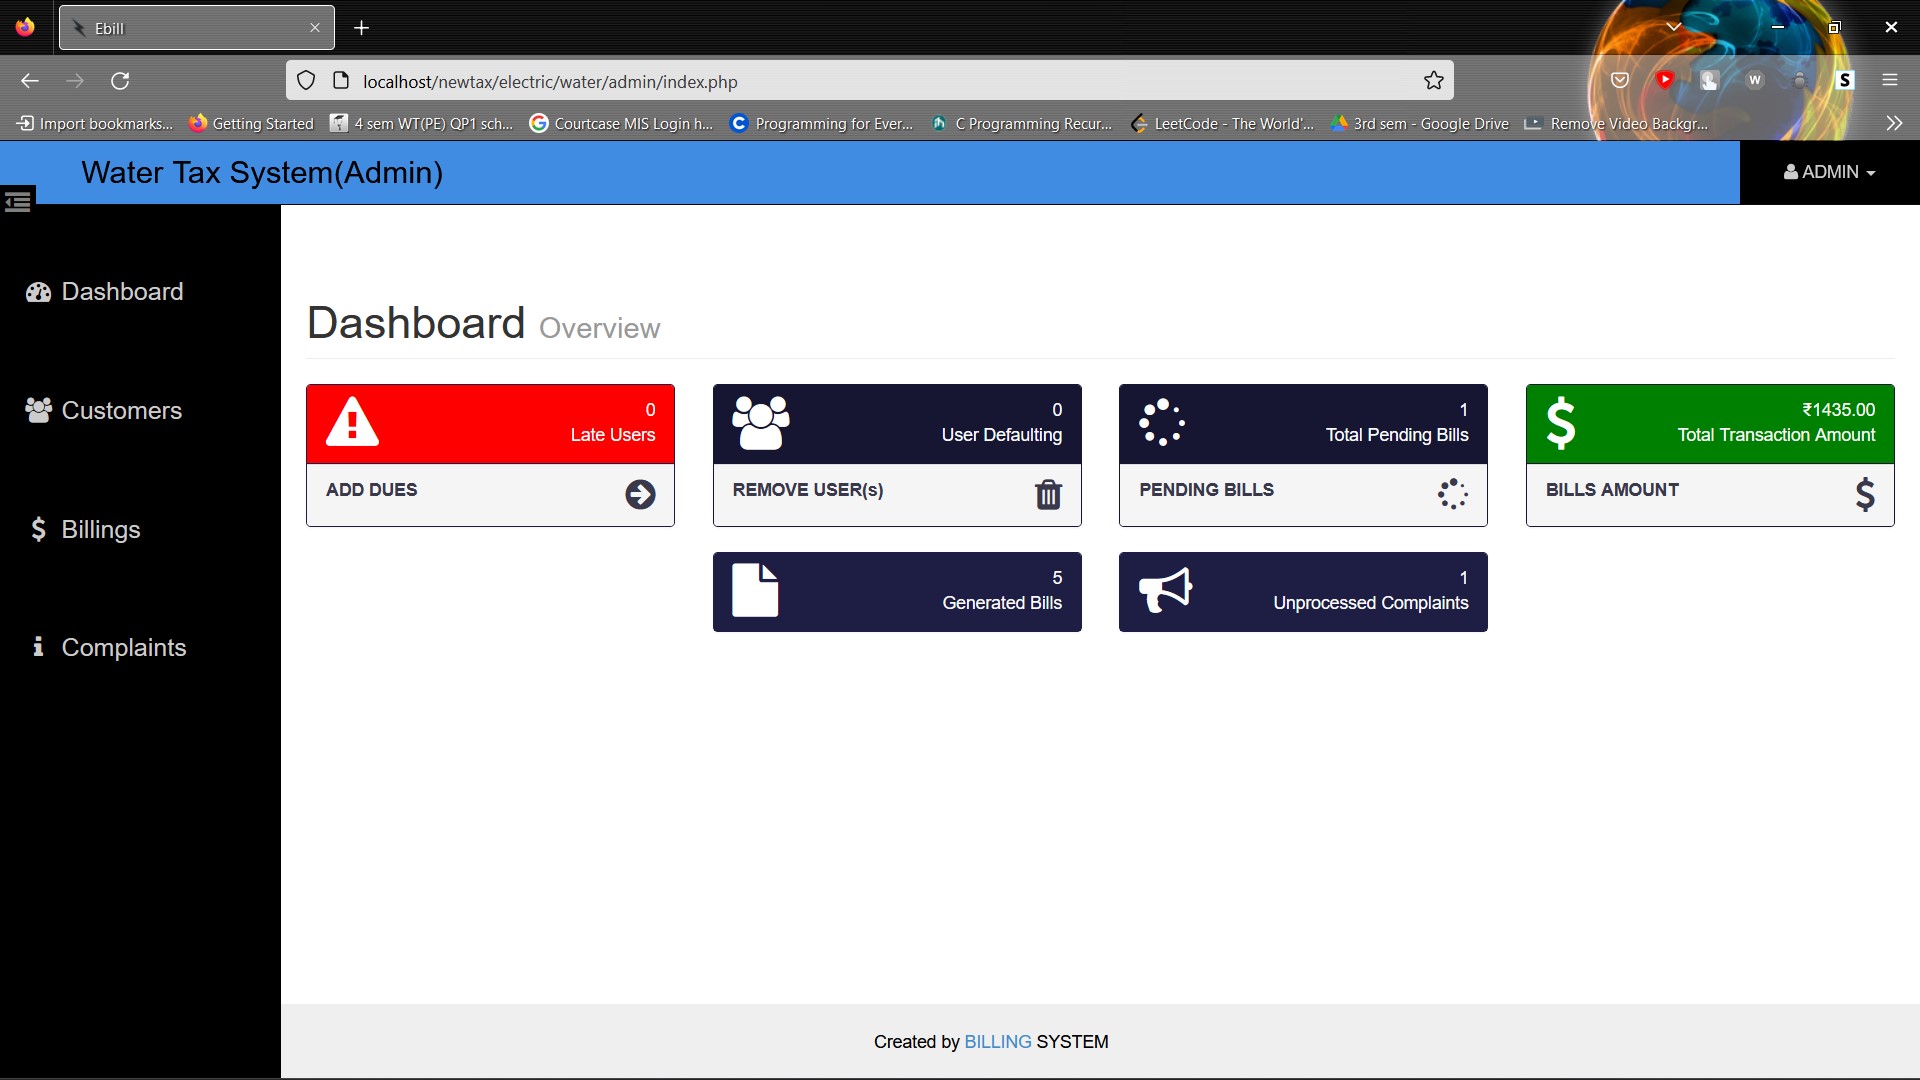 Ebill
localhost/newtax/electric/water/admin/index.php
Import bookmarks... Getting Started 4 sem WT(PE) QP1 sch... Courtcase MIS Login h... Programming for Ever... C Programming Recur... LeetCode - The World'... 3rd sem - Google Drive Remove Video Backgr...
Water Tax System(Admin)
ADMIN
Dashboard
Customers
Billings
Complaints
Dashboard Overview
0
Late Users
ADD DUES
0
User Defaulting
REMOVE USER(s)
1
Total Pending Bills
PENDING BILLS
₹1435.00
Total Transaction Amount
BILLS AMOUNT
5
Generated Bills
1
Unprocessed Complaints
Created by BILLING SYSTEM